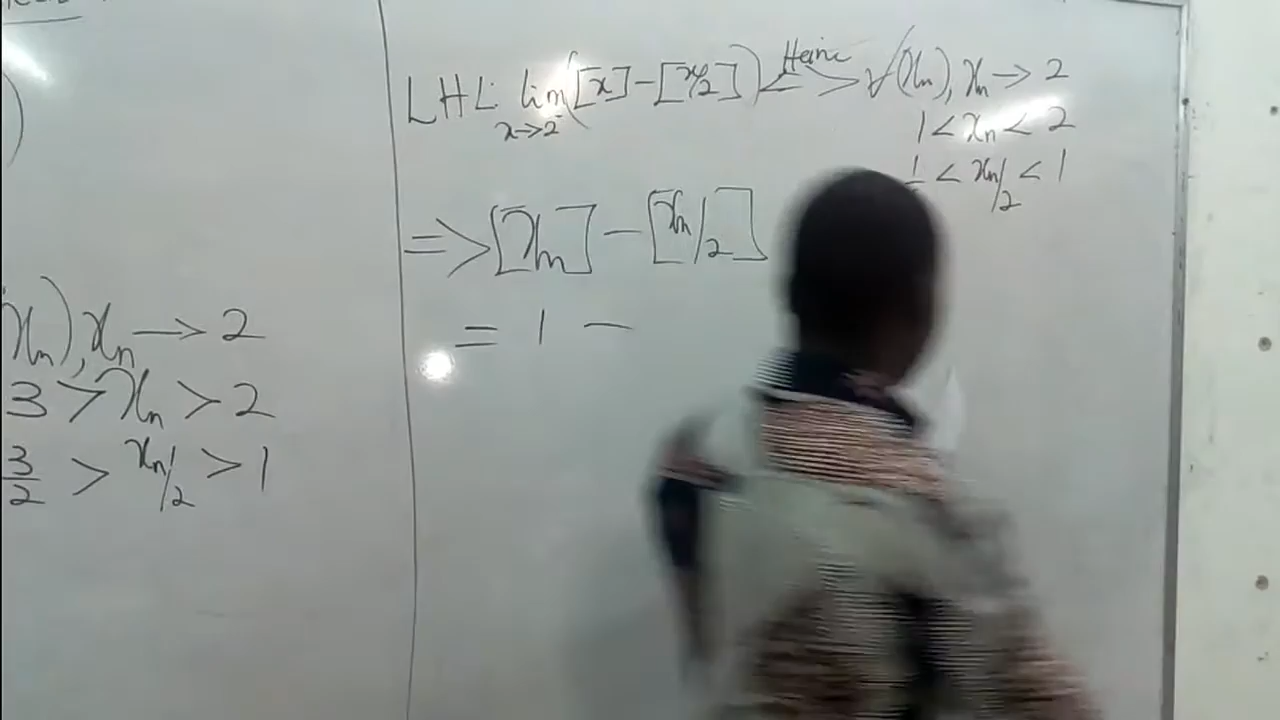 LHL lim ([x] - [x/2]) <=Heine=> ∀(xₙ), xₙ → 2
x→2⁻
1 < xₙ < 2
< xₙ/2 < 1
=> [xₙ] - [xₙ/2]
= 1 -
xₙ), xₙ → 2
3 > xₙ > 2
3/2 > xₙ/2 > 1